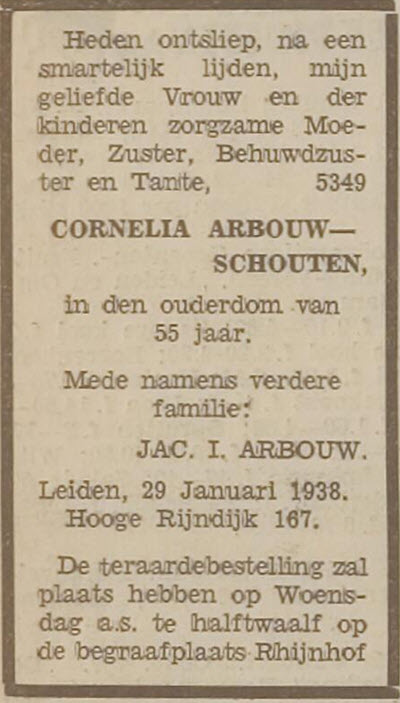 Heden ontsliep, na een
smartelijk lijden, mijn
geliefde Vrouw en der
kinderen zorgzame Moe-
der, Zuster, Behuwdzus-
ter en Tante, 5349
CORNELIA ARBOUW—
SCHOUTEN,
in den ouderdom van
55 jaar.
Mede namens verdere
familie:
JAC. I. ARBOUW.
Leiden, 29 Januari 1938.
Hooge Rijndijk 167.
De teraardebestelling zal
plaats hebben op Woens-
dag a.s. te halftwaalf op
de begraafplaats Rhijnhof